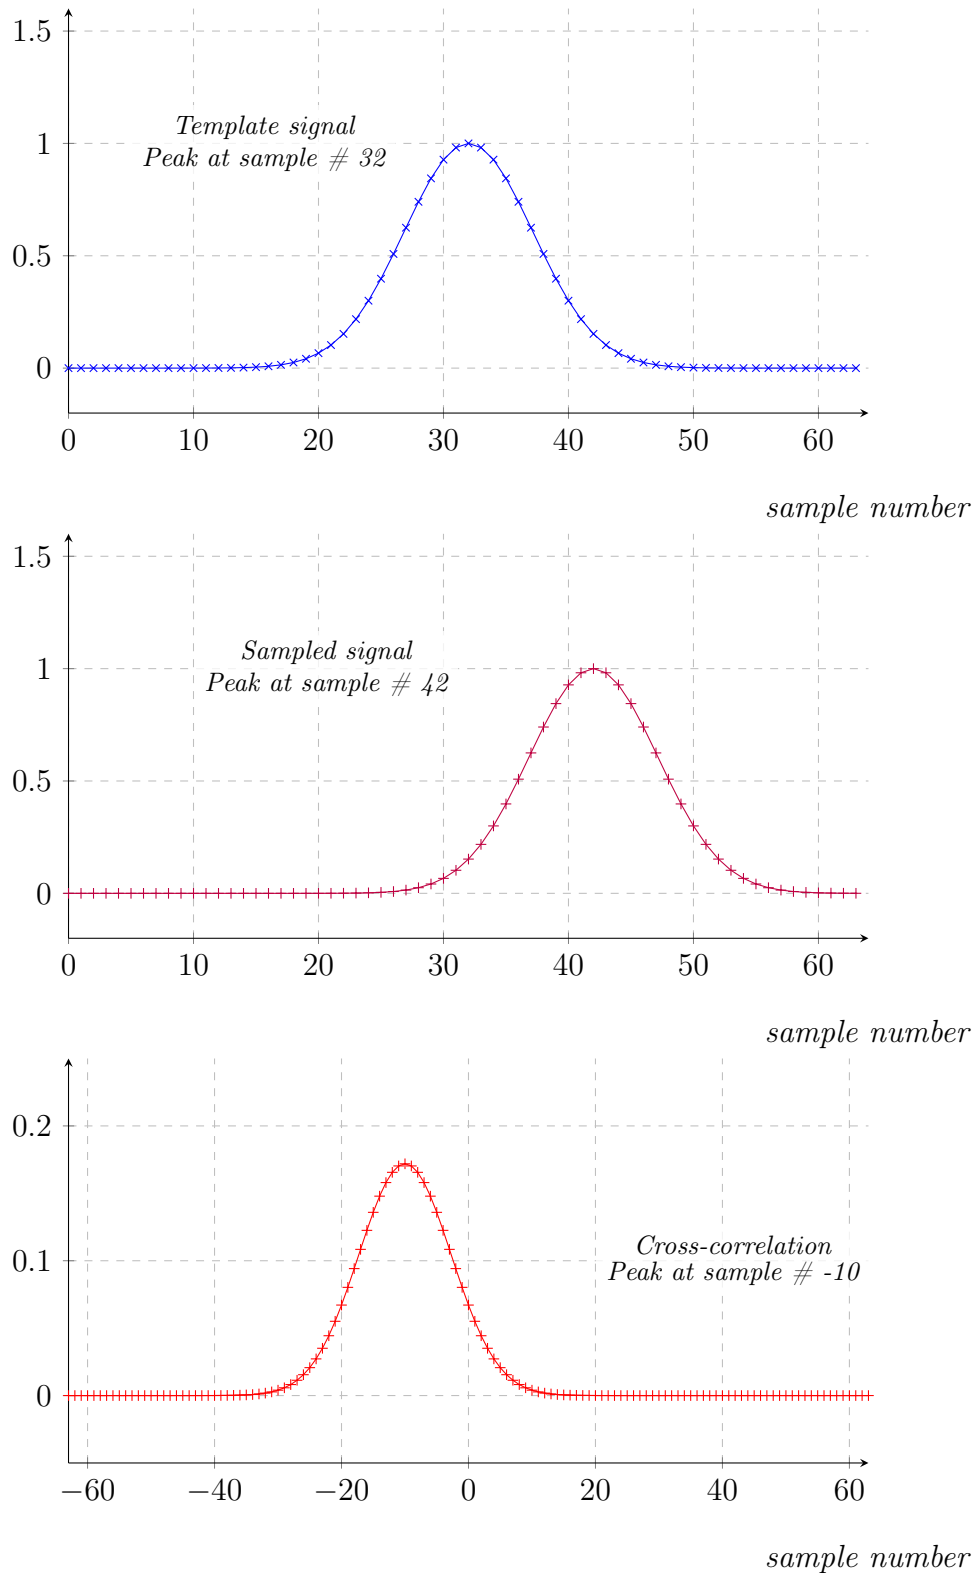 1.5
Template signal
Peak at sample # 32
1
0.5
0
0 10 20 30 40 50 60
sample number
1.5
Sampled signal
Peak at sample # 42
1
0.5
0
0 10 20 30 40 50 60
sample number
0.2
Cross-correlation
Peak at sample # -10
0.1
0
−60 −40 −20 0 20 40 60
sample number